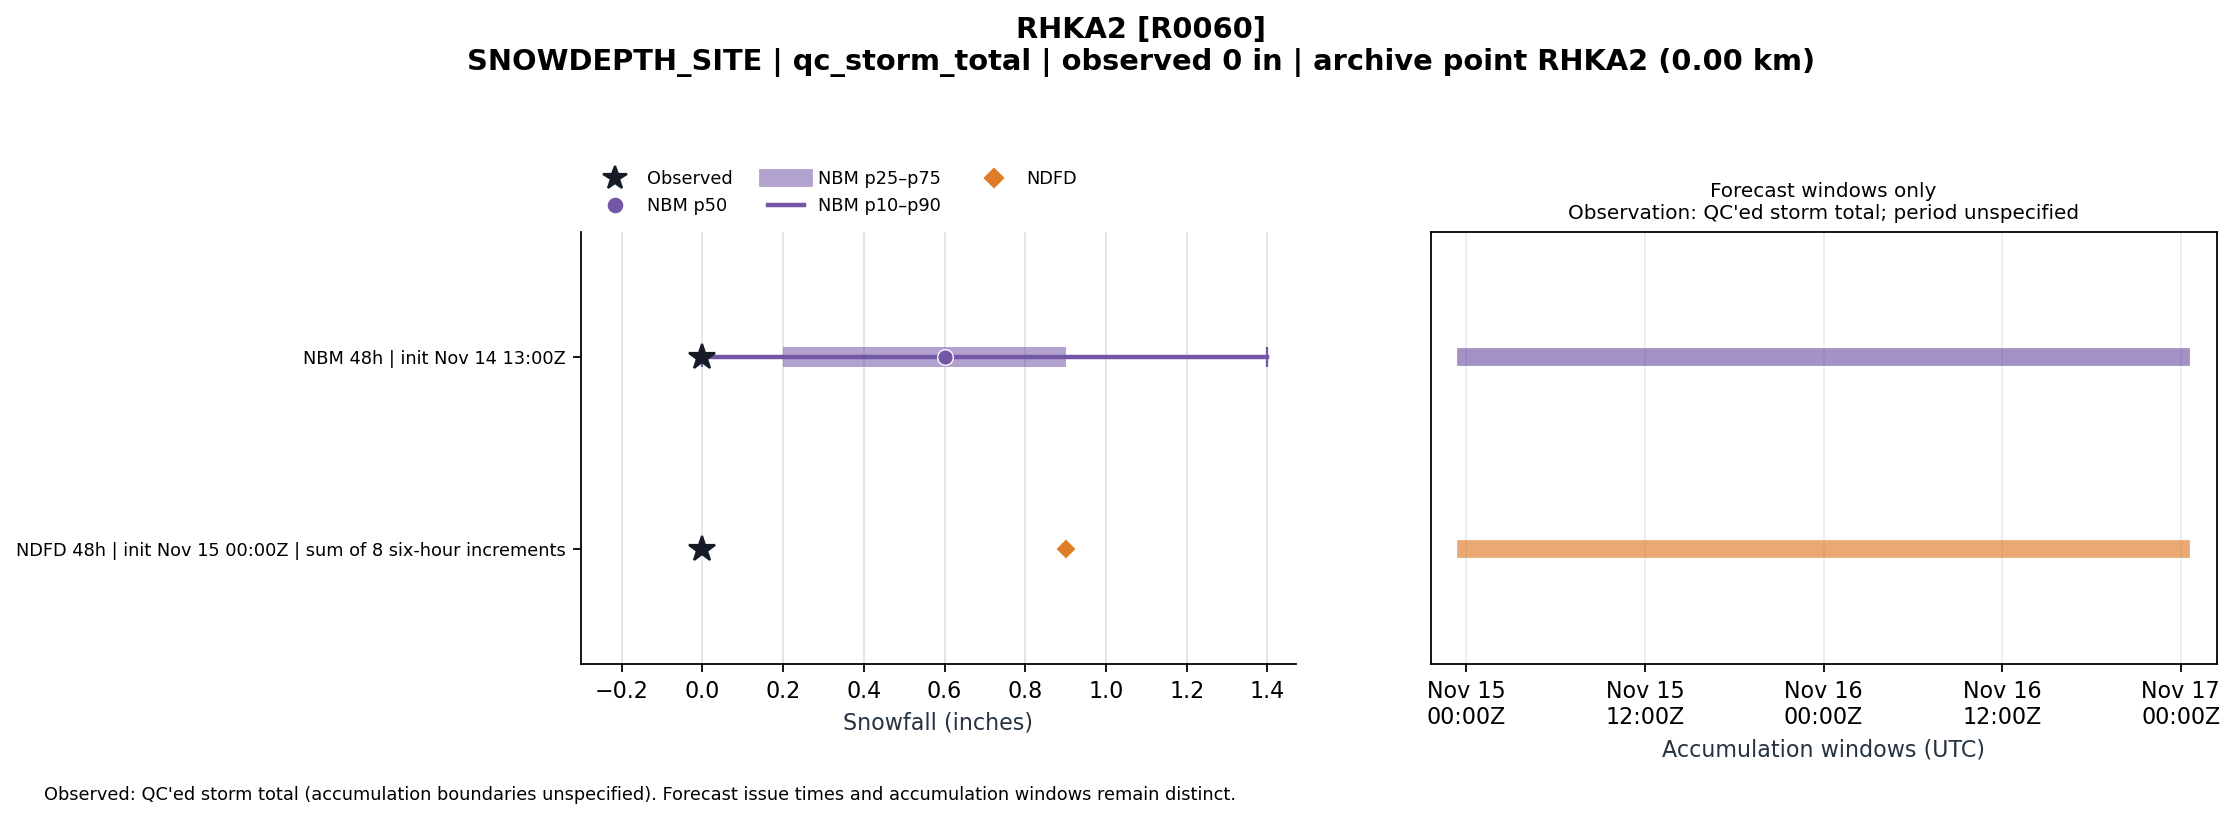 RHKA2 [R0060]
SNOWDEPTH_SITE | qc_storm_total | observed 0 in | archive point RHKA2 (0.00 km)
Observed
NBM p50
NBM p25–p75
NBM p10–p90
NDFD
Forecast windows only
Observation: QC'ed storm total; period unspecified
NBM 48h | init Nov 14 13:00Z
NDFD 48h | init Nov 15 00:00Z | sum of 8 six-hour increments
−0.2 0.0 0.2 0.4 0.6 0.8 1.0 1.2 1.4
Snowfall (inches)
Nov 15 Nov 15 Nov 16 Nov 16 Nov 17
00:00Z 12:00Z 00:00Z 12:00Z 00:00Z
Accumulation windows (UTC)
Observed: QC'ed storm total (accumulation boundaries unspecified). Forecast issue times and accumulation windows remain distinct.